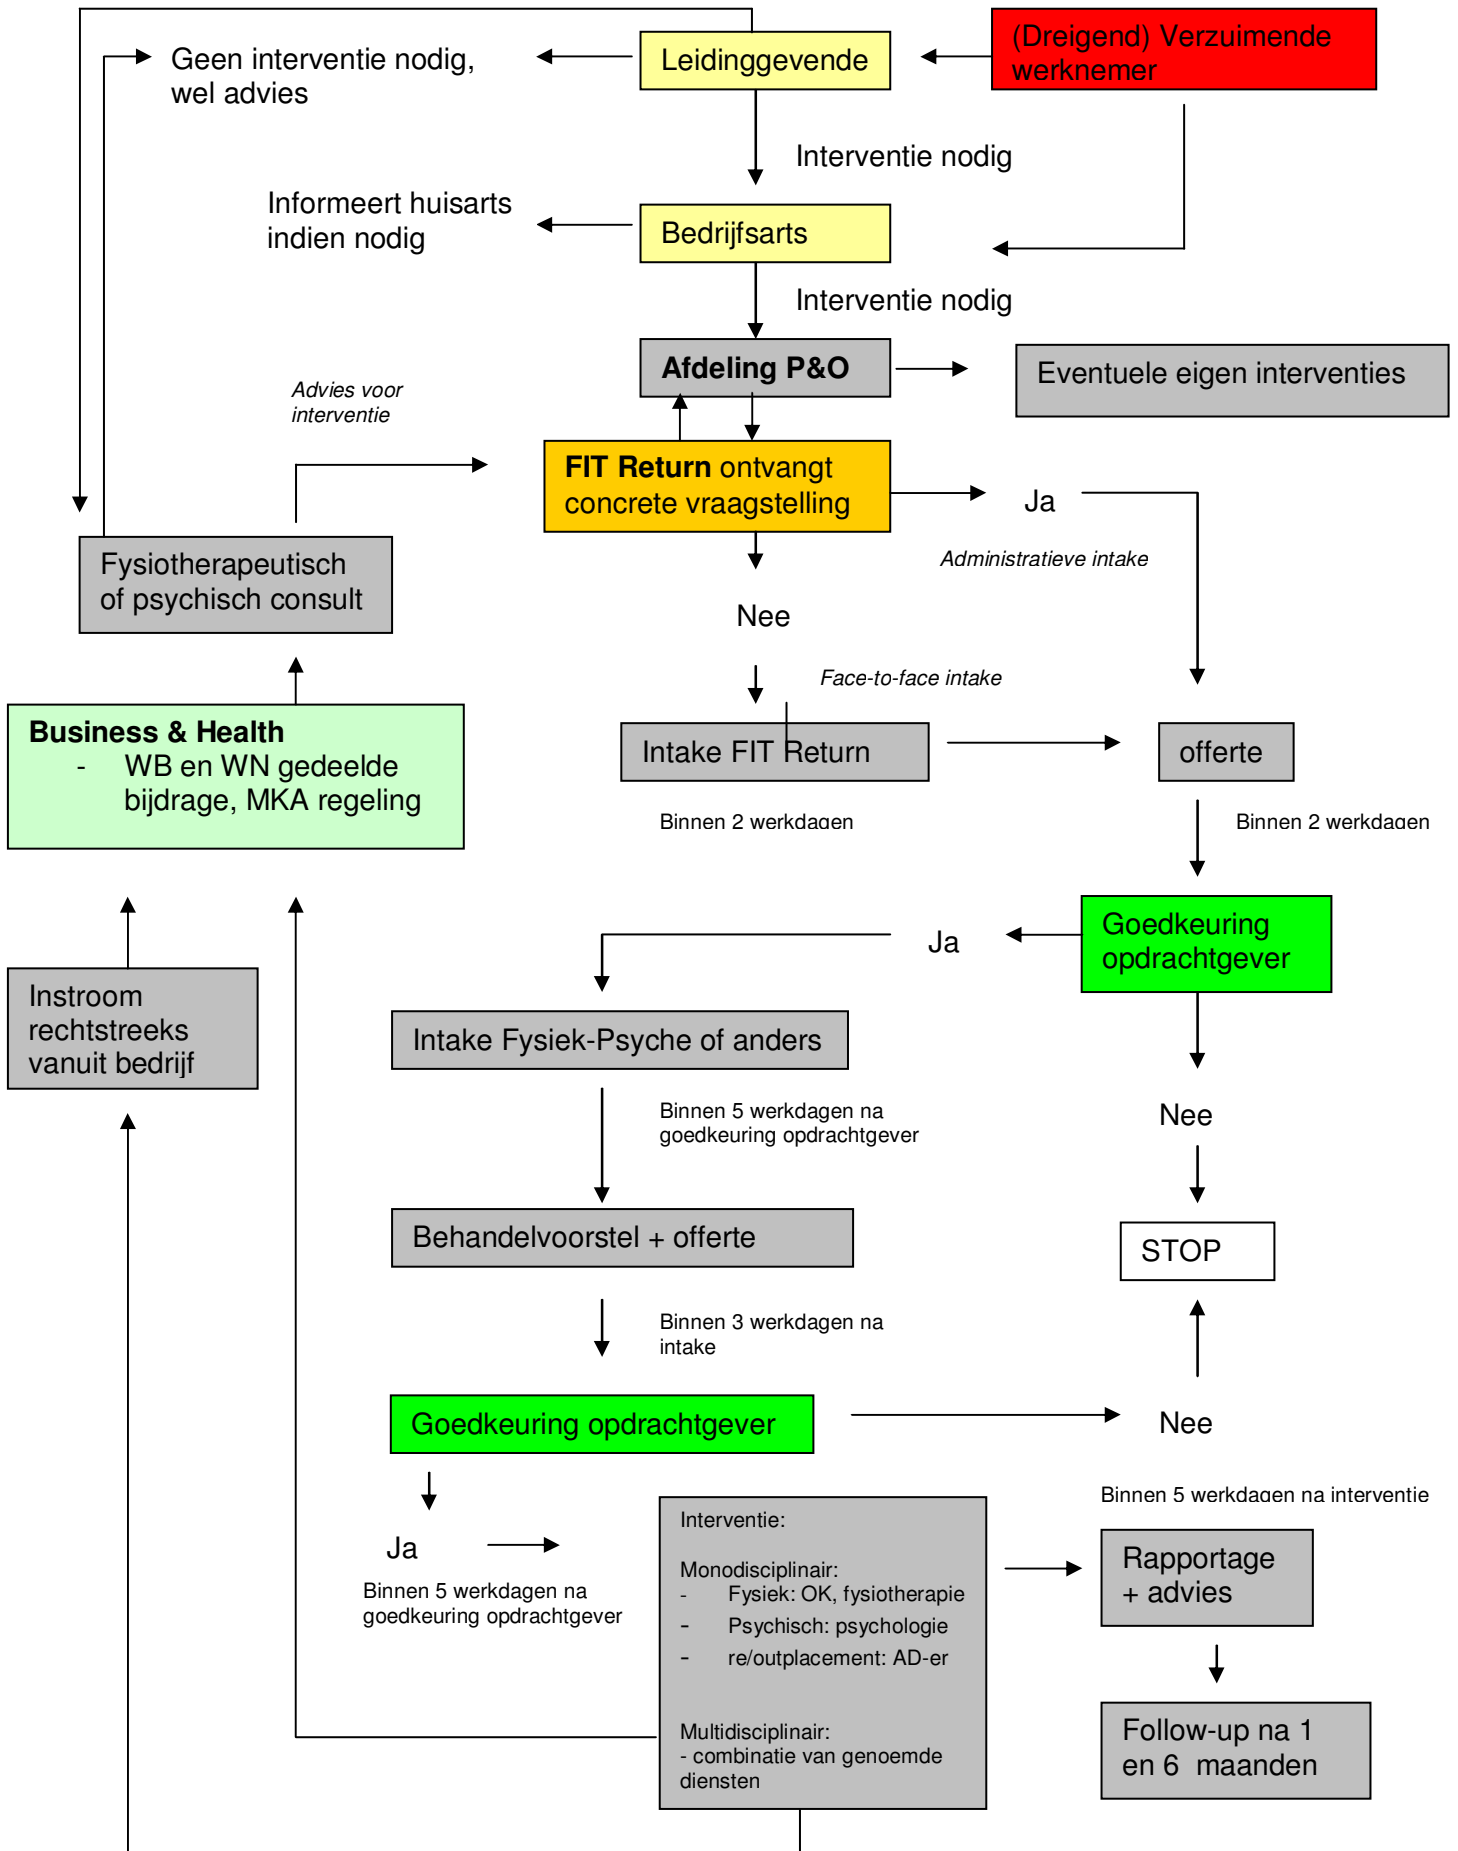 (Dreigend) Verzuimende
werknemer
Leidinggevende
Geen interventie nodig,
wel advies
Interventie nodig
Informeert huisarts
indien nodig
Bedrijfsarts
Interventie nodig
Afdeling P&O
Eventuele eigen interventies
Advies voor
interventie
FIT Return ontvangt
concrete vraagstelling
Ja
Administratieve intake
Fysiotherapeutisch
of psychisch consult
Nee
Face-to-face intake
Business & Health
- WB en WN gedeelde
bijdrage, MKA regeling
Intake FIT Return
offerte
Binnen 2 werkdagen
Binnen 2 werkdagen
Goedkeuring
opdrachtgever
Ja
Instroom
rechtstreeks
vanuit bedrijf
Intake Fysiek-Psyche of anders
Binnen 5 werkdagen na
goedkeuring opdrachtgever
Nee
Behandelvoorstel + offerte
STOP
Binnen 3 werkdagen na
intake
Goedkeuring opdrachtgever
Nee
Ja
Binnen 5 werkdagen na
goedkeuring opdrachtgever
Interventie:
Monodisciplinair:
- Fysiek: OK, fysiotherapie
- Psychisch: psychologie
- re/outplacement: AD-er
Multidisciplinair:
- combinatie van genoemde
diensten
Binnen 5 werkdagen na interventie
Rapportage
+ advies
Follow-up na 1
en 6 maanden